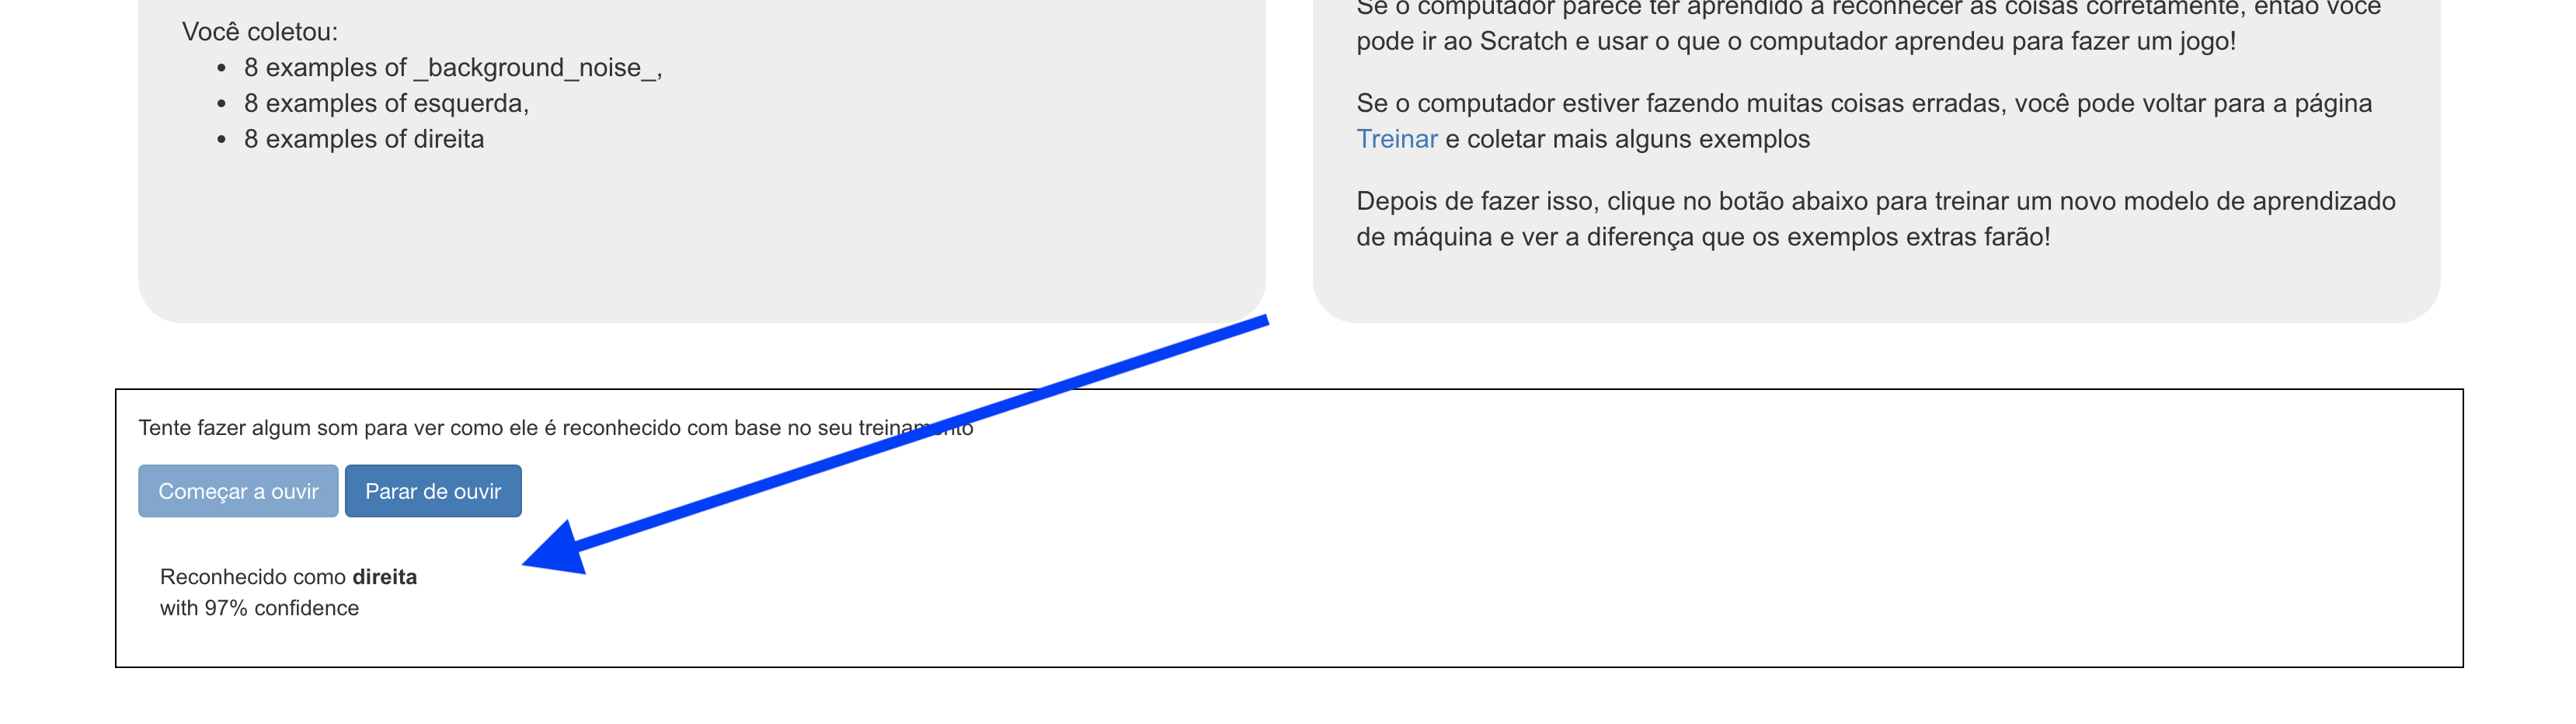 Você coletou:
8 examples of _background_noise_,
8 examples of esquerda,
8 examples of direita
Se o computador parece ter aprendido a reconhecer as coisas corretamente, então você
pode ir ao Scratch e usar o que o computador aprendeu para fazer um jogo!
Se o computador estiver fazendo muitas coisas erradas, você pode voltar para a página
Treinar e coletar mais alguns exemplos
Depois de fazer isso, clique no botão abaixo para treinar um novo modelo de aprendizado
de máquina e ver a diferença que os exemplos extras farão!
Tente fazer algum som para ver como ele é reconhecido com base no seu treinamento
Começar a ouvir Parar de ouvir
Reconhecido como direita
with 97% confidence